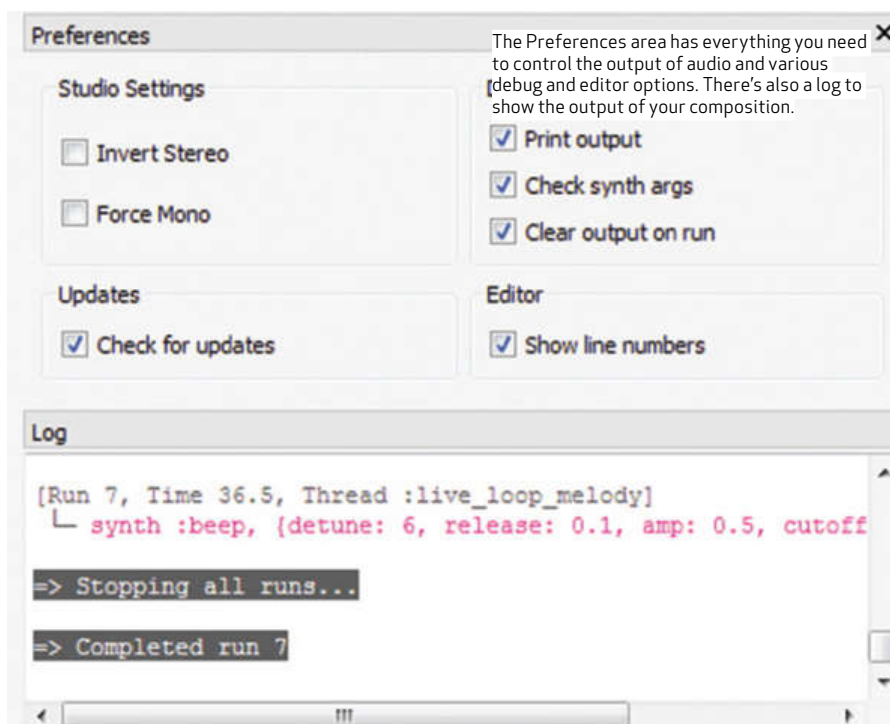 Preferences
The Preferences area has everything you need
to control the output of audio and various
debug and editor options. There's also a log to
show the output of your composition.
Studio Settings
Invert Stereo
Force Mono
Print output
Check synth args
Clear output on run
Updates
Check for updates
Editor
Show line numbers
Log
[Run 7, Time 36.5, Thread :live_loop_melody]
└─ synth :beep, {detune: 6, release: 0.1, amp: 0.5, cutoff
=> Stopping all runs...
=> Completed run 7